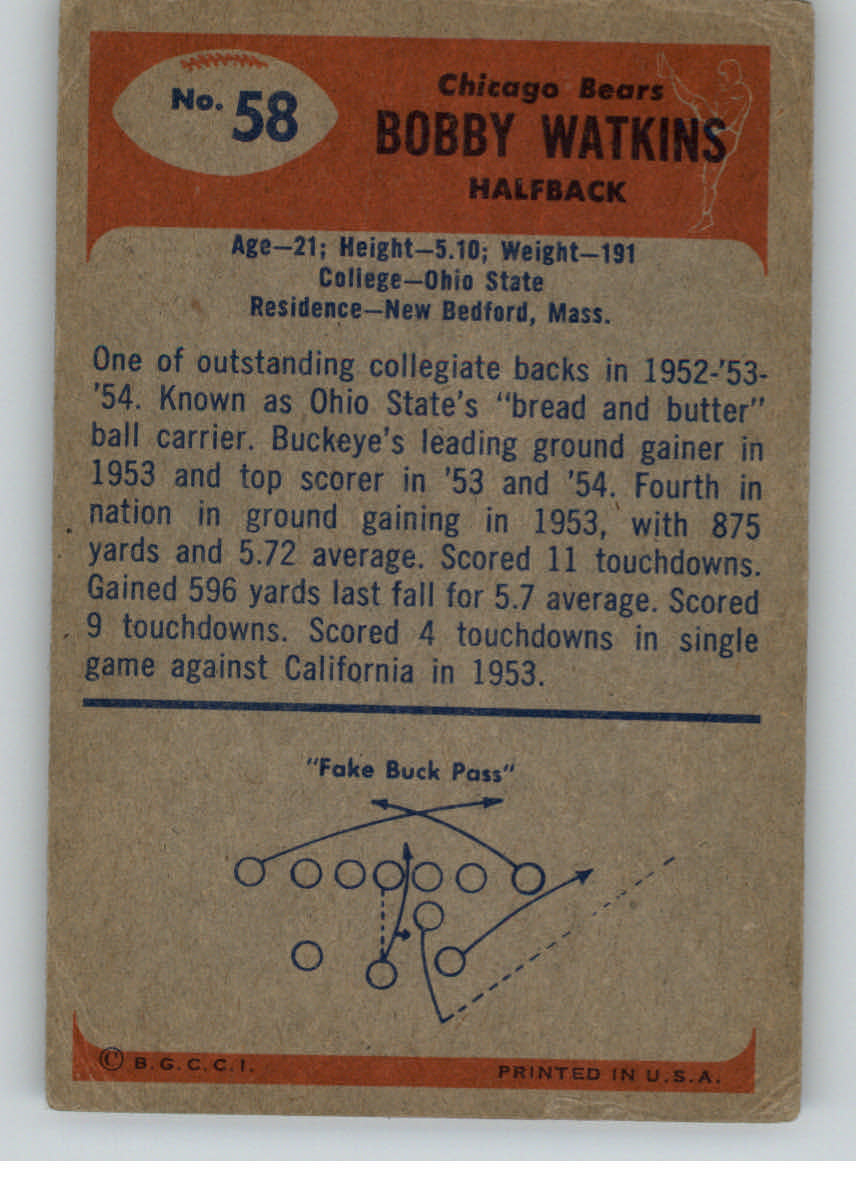 No. 58
Chicago Bears
BOBBY WATKINS
HALFBACK
Age—21; Height—5.10; Weight—191
College—Ohio State
Residence—New Bedford, Mass.
One of outstanding collegiate backs in 1952-'53-
'54. Known as Ohio State's "bread and butter"
ball carrier. Buckeye's leading ground gainer in
1953 and top scorer in '53 and '54. Fourth in
nation in ground gaining in 1953, with 875
yards and 5.72 average. Scored 11 touchdowns.
Gained 596 yards last fall for 5.7 average. Scored
9 touchdowns. Scored 4 touchdowns in single
game against California in 1953.
"Fake Buck Pass"
© B. G. C. C. I.
PRINTED IN U. S. A.